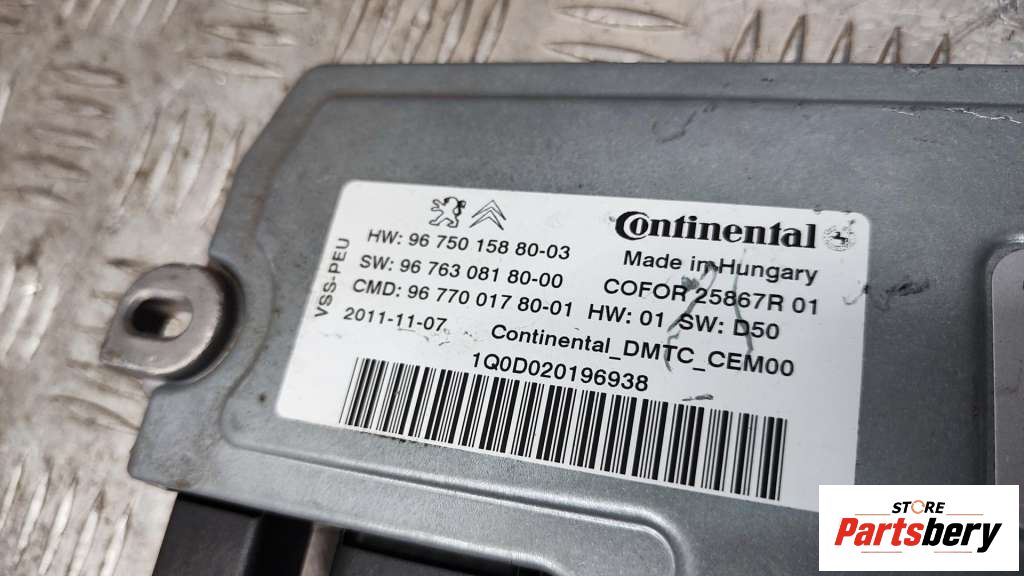 Continental
HW: 96 750 158 80-03
Made in Hungary
SW: 96 763 081 80-00
COFOR 25867R 01
CMD: 96 770 017 80-01 HW: 01 SW: D50
2011-11-07
Continental_DMTC_CEM00
1Q0D020196938
VSS-PEU
STORE
Partsbery